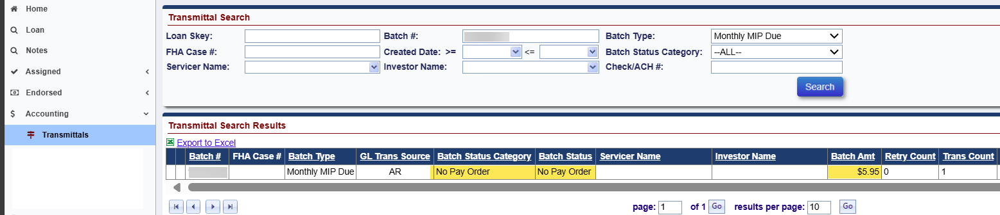 Home
Loan
Notes
Assigned
Endorsed
Accounting
Transmittals
Transmittal Search
Loan Skey: Batch #: Batch Type: Monthly MIP Due
FHA Case #: Created Date: >= <= Batch Status Category: --ALL--
Servicer Name: Investor Name: Check/ACH #:
Search
Transmittal Search Results
Export to Excel
Batch # FHA Case # Batch Type GL Trans Source Batch Status Category Batch Status Servicer Name Investor Name Batch Amt Retry Count Trans Count
Monthly MIP Due AR No Pay Order No Pay Order $5.95 0 1
page: 1 of 1 Go results per page: 10 Go